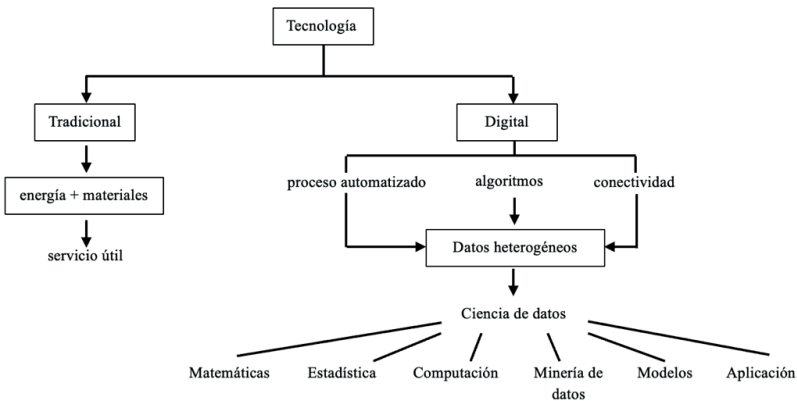 Tecnología
Tradicional
Digital
energía + materiales
proceso automatizado
algoritmos
conectividad
servicio útil
Datos heterogéneos
Ciencia de datos
Matemáticas
Estadística
Computación
Minería de
datos
Modelos
Aplicación